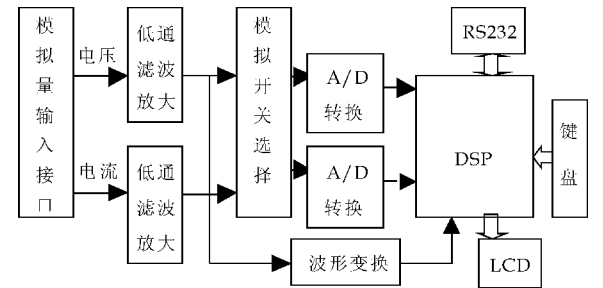 模拟量输入接口
电压
电流
低通
滤波
放大
低通
滤波
放大
模拟开关选择
A/D
转换
A/D
转换
波形变换
RS232
DSP
键盘
LCD